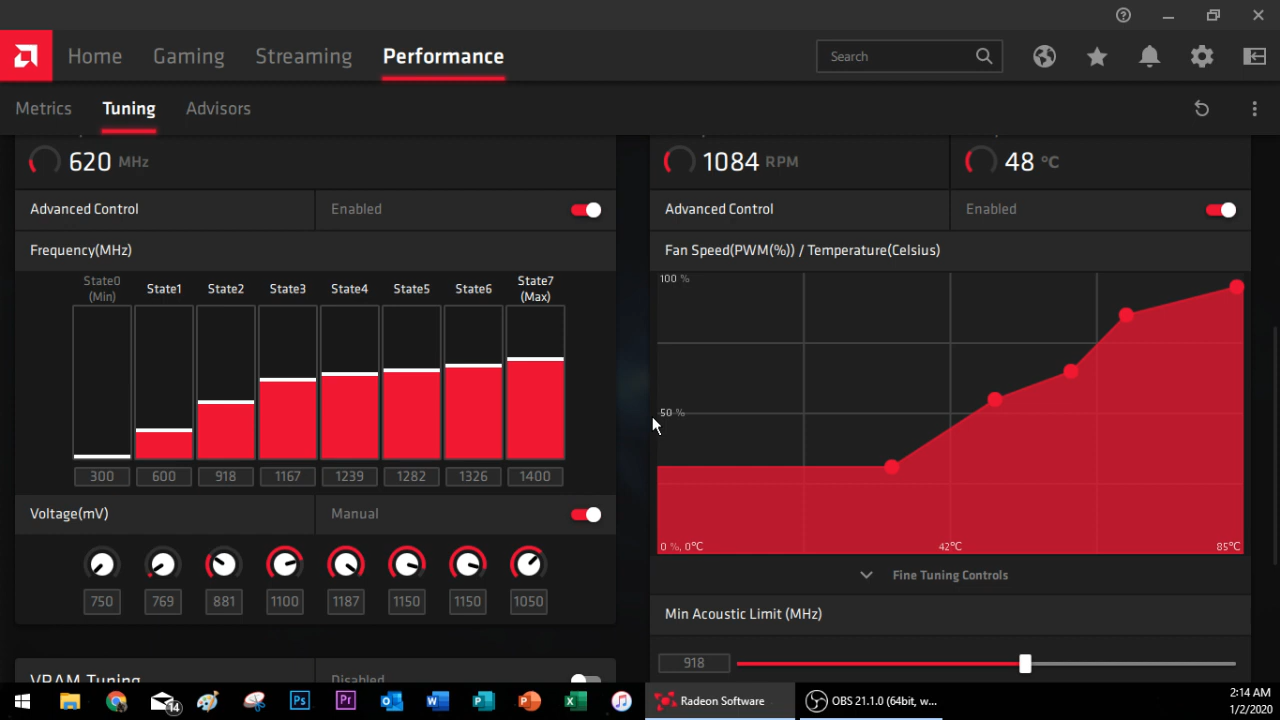 Home Gaming Streaming Performance Search
Metrics Tuning Advisors
620 MHz
1084 RPM 48 °C
Advanced Control Enabled
Advanced Control Enabled
Frequency(MHz)
State0 (Min) State1 State2 State3 State4 State5 State6 State7 (Max)
300 600 918 1167 1239 1282 1326 1400
Voltage(mV) Manual
750 769 881 1100 1187 1150 1150 1050
VRAM Tuning Disabled
Fan Speed(PWM(%)) / Temperature(Celsius)
100 %
50 %
0 %, 0°C 42°C 85°C
Fine Tuning Controls
Min Acoustic Limit (MHz)
918
14 Ps Pr Radeon Software OBS 21.1.0 (64bit, w...
2:14 AM
1/2/2020